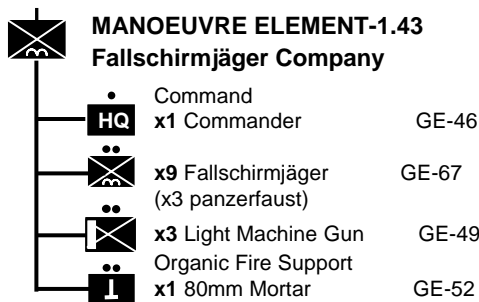 MANOEUVRE ELEMENT-1.43
Fallschirmjäger Company
Command
HQ x1 Commander GE-46
x9 Fallschirmjäger GE-67
(x3 panzerfaust)
x3 Light Machine Gun GE-49
Organic Fire Support
x1 80mm Mortar GE-52